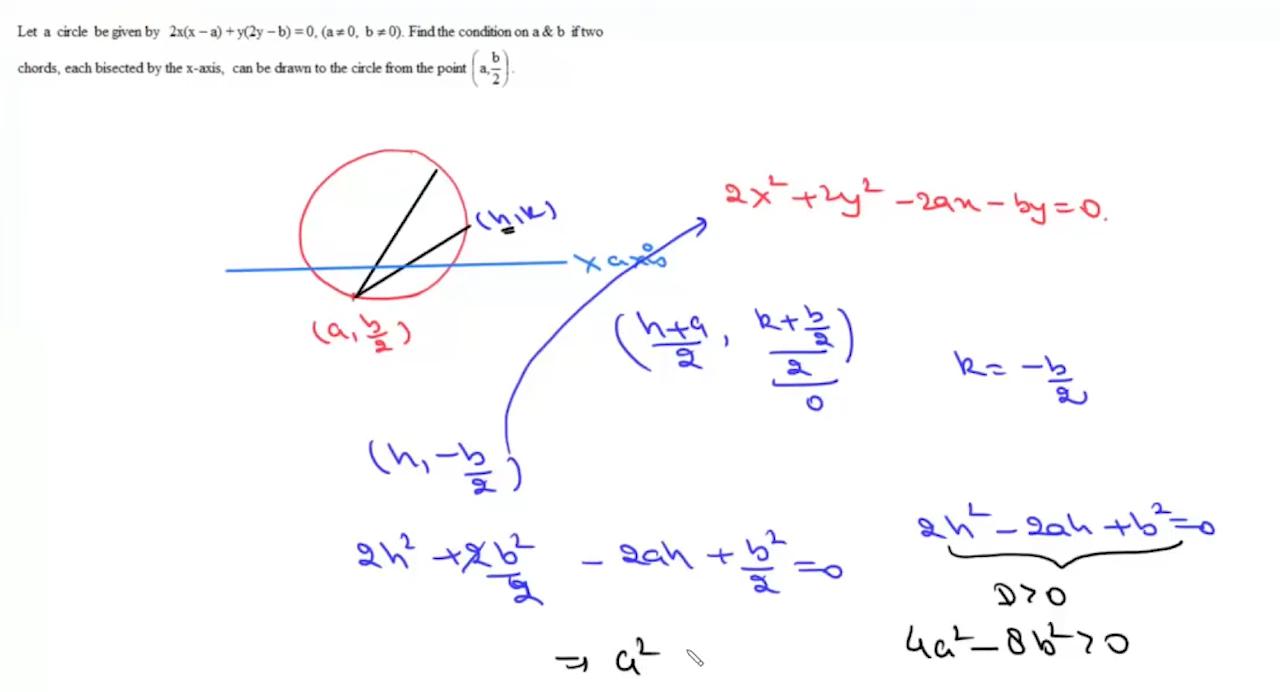 Let a circle be given by 2x(x – a) + y(2y – b) = 0, (a ≠ 0, b ≠ 0). Find the condition on a & b if two
chords, each bisected by the x-axis, can be drawn to the circle from the point (a, b/2).
2x² + 2y² - 2ax - by = 0.
(h, k)
x axis
(a, b/2)
((h+a)/2, (k + b/2)/2)
0
k = -b/2
(h, -b/2)
2h² + 2b²/2 - 2ah + b²/2 = 0
2h² - 2ah + b² = 0
D > 0
4a² - 8b² > 0
⇒ a²